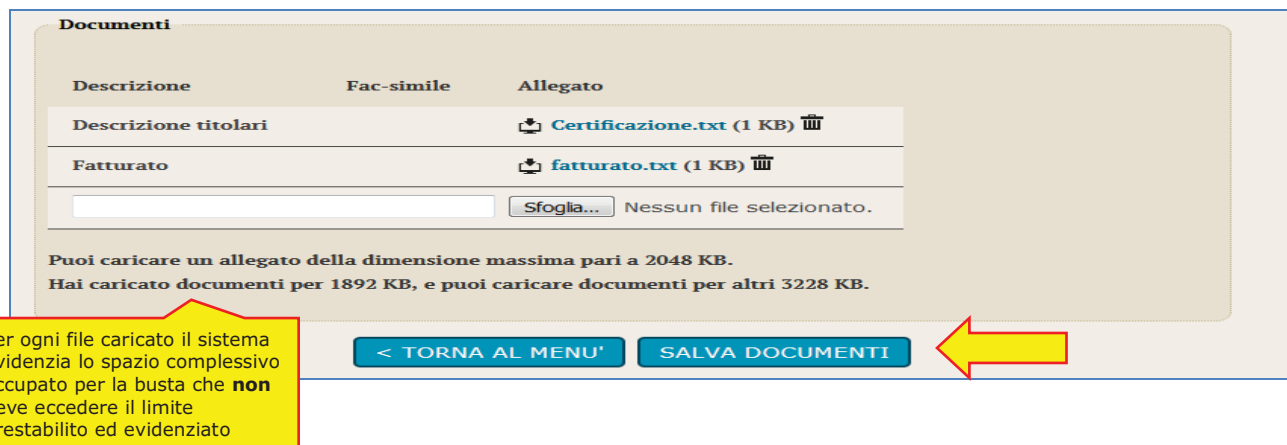 Documenti
Descrizione Fac-simile Allegato
Descrizione titolari Certificazione.txt (1 KB)
Fatturato fatturato.txt (1 KB)
Sfoglia... Nessun file selezionato.
Puoi caricare un allegato della dimensione massima pari a 2048 KB.
Hai caricato documenti per 1892 KB, e puoi caricare documenti per altri 3228 KB.
er ogni file caricato il sistema
videnzia lo spazio complessivo
ccupato per la busta che non
eve eccedere il limite
restabilito ed evidenziato
< TORNA AL MENU' SALVA DOCUMENTI